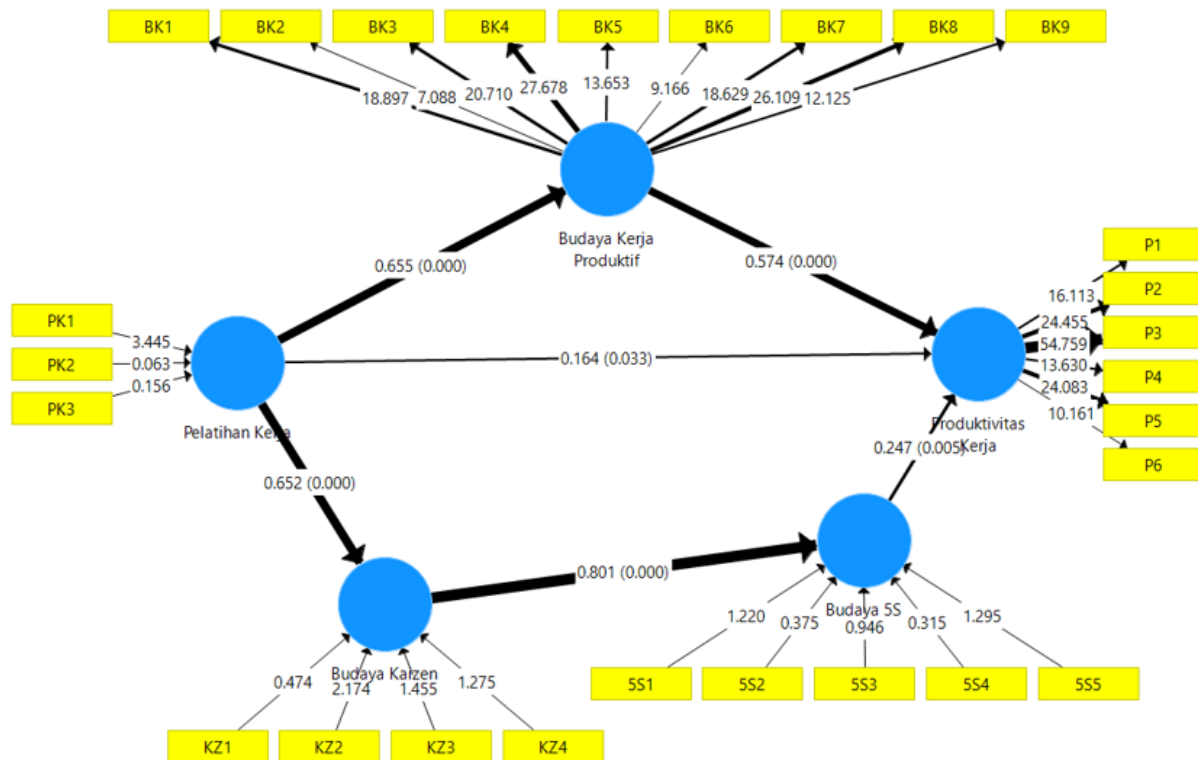 BK1 BK2 BK3 BK4 BK5 BK6 BK7 BK8 BK9
18.897 7.088 20.710 27.678 13.653 9.166 18.629 26.109 12.125
Budaya Kerja
Produktif
0.655 (0.000)
0.574 (0.000)
PK1
PK2
PK3
3.445
0.063
0.156
Pelatihan Kerja
0.164 (0.033)
P1
P2
P3
P4
P5
P6
16.113
24.455
54.759
13.630
24.083
10.161
Produktivitas
Kerja
0.247 (0.005)
0.652 (0.000)
0.801 (0.000)
Budaya Kaizen
0.474 2.174 1.455 1.275
KZ1 KZ2 KZ3 KZ4
Budaya 5S
1.220 0.375 0.946 0.315 1.295
5S1 5S2 5S3 5S4 5S5